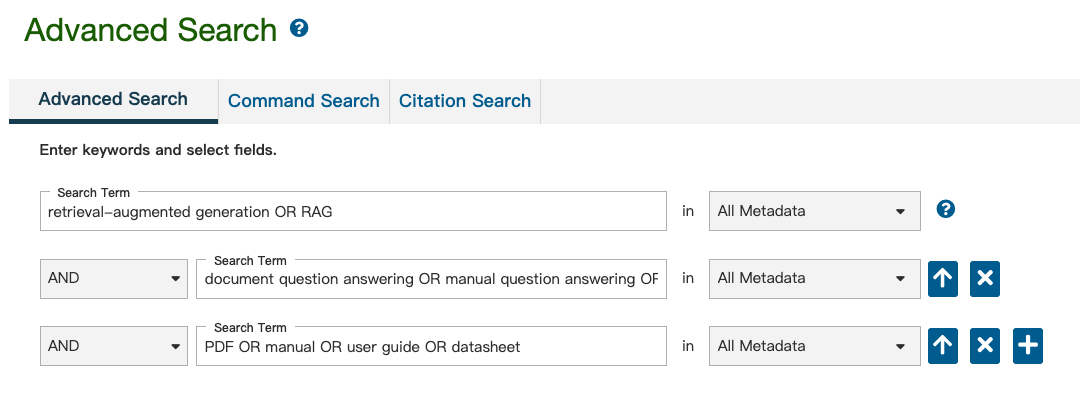 Advanced Search
Advanced Search Command Search Citation Search
Enter keywords and select fields.
Search Term
retrieval-augmented generation OR RAG in All Metadata
Search Term
AND document question answering OR manual question answering OF in All Metadata
Search Term
AND PDF OR manual OR user guide OR datasheet in All Metadata